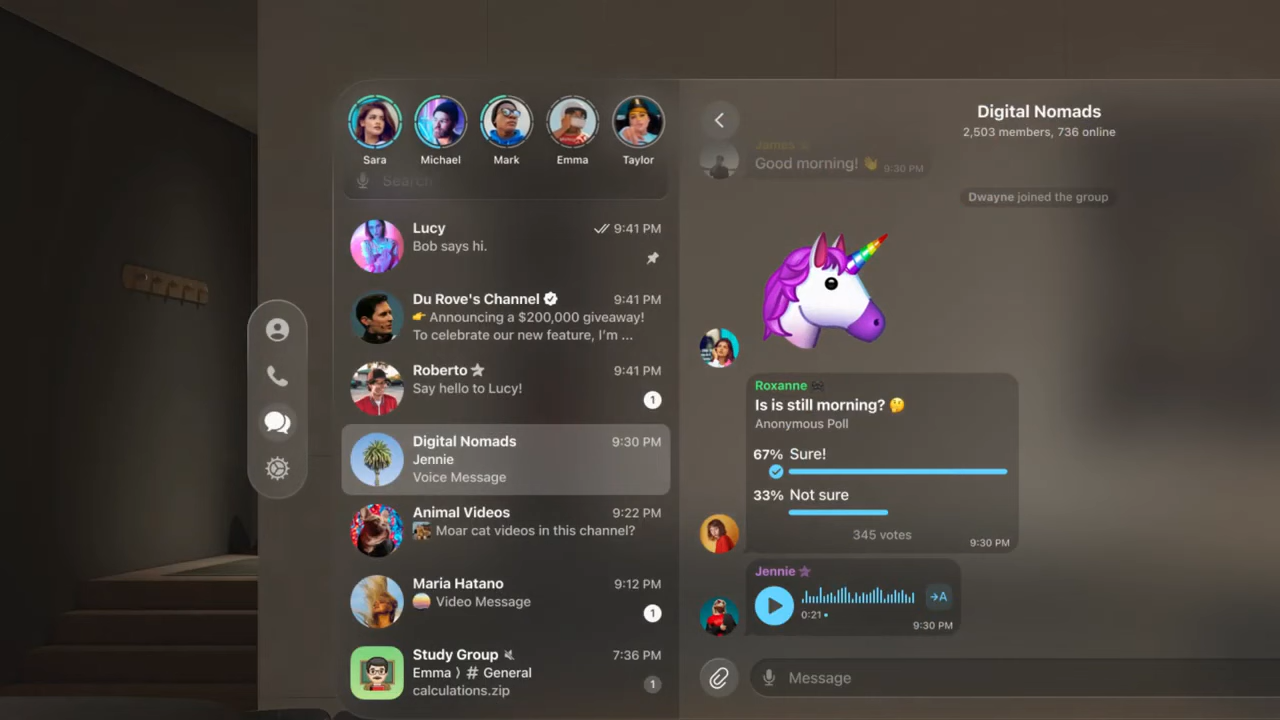 Sara
Michael
Mark
Emma
Taylor
Search
Lucy
9:41 PM
Bob says hi.
Du Rove's Channel
9:41 PM
👉 Announcing a $200,000 giveaway!
To celebrate our new feature, I'm ...
Roberto
9:41 PM
Say hello to Lucy!
1
Digital Nomads
9:30 PM
Jennie
Voice Message
Animal Videos
9:22 PM
Moar cat videos in this channel?
Maria Hatano
9:12 PM
Video Message
1
Study Group
7:36 PM
Emma ⟩ # General
calculations.zip
1
Digital Nomads
2,503 members, 736 online
James
Good morning! 👋 9:30 PM
Dwayne joined the group
Roxanne
Is is still morning? 🤔
Anonymous Poll
67% Sure!
33% Not sure
345 votes
9:30 PM
Jennie
→A
0:21
9:30 PM
Message